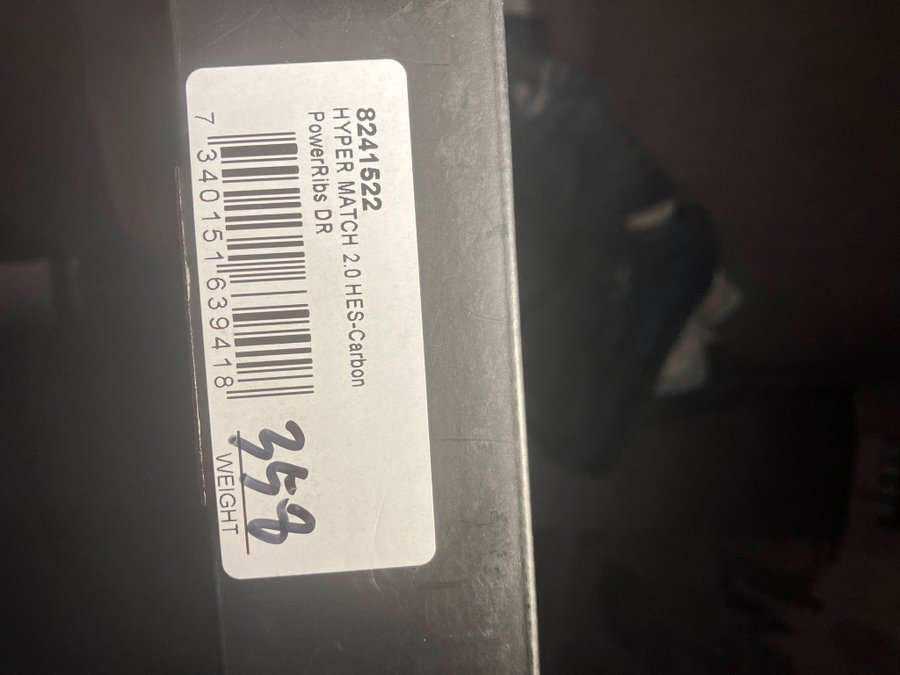 8241522
HYPER MATCH 2.0 HES-Carbon
PowerRibs DR
7 340151 639418
358
WEIGHT